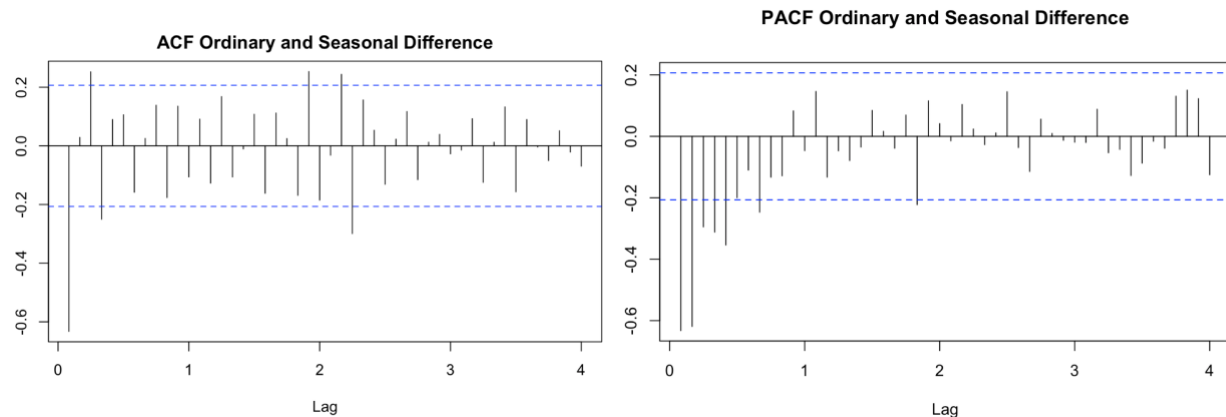 ACF Ordinary and Seasonal Difference
0.2
0.0
-0.2
-0.4
-0.6
0 1 2 3 4
Lag
PACF Ordinary and Seasonal Difference
0.2
0.0
-0.2
-0.4
-0.6
0 1 2 3 4
Lag